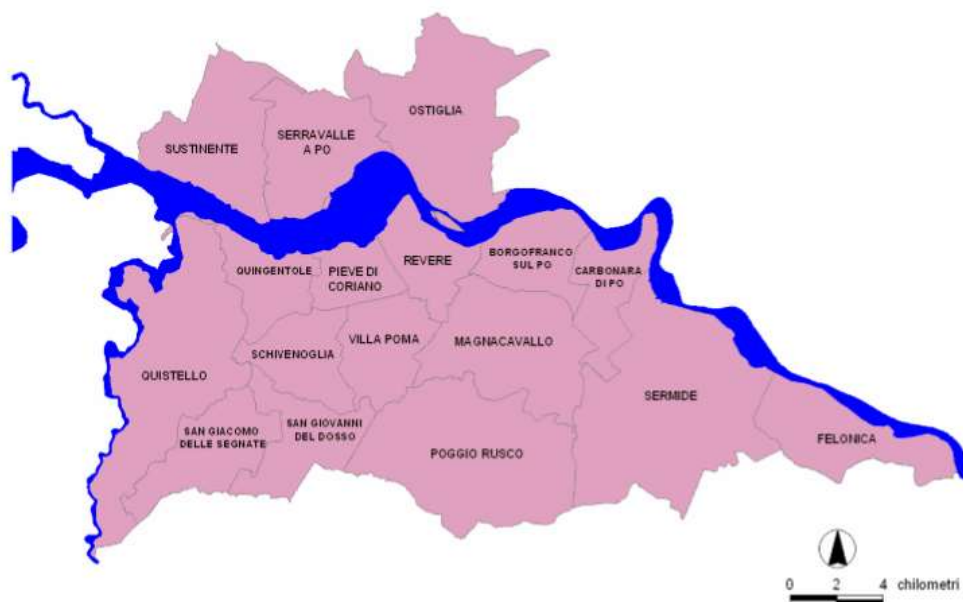 OSTIGLIA
SERRAVALLE
A PO
SUSTINENTE
BORGOFRANCO
SUL PO
REVERE
QUINGENTOLE
PIEVE DI
CORIANO
CARBONARA
DI PO
VILLA POMA
MAGNACAVALLO
SCHIVENOGLIA
QUISTELLO
SERMIDE
SAN GIACOMO
DELLE SEGNATE
SAN GIOVANNI
DEL DOSSO
FELONICA
POGGIO RUSCO
0 2 4 chilometri